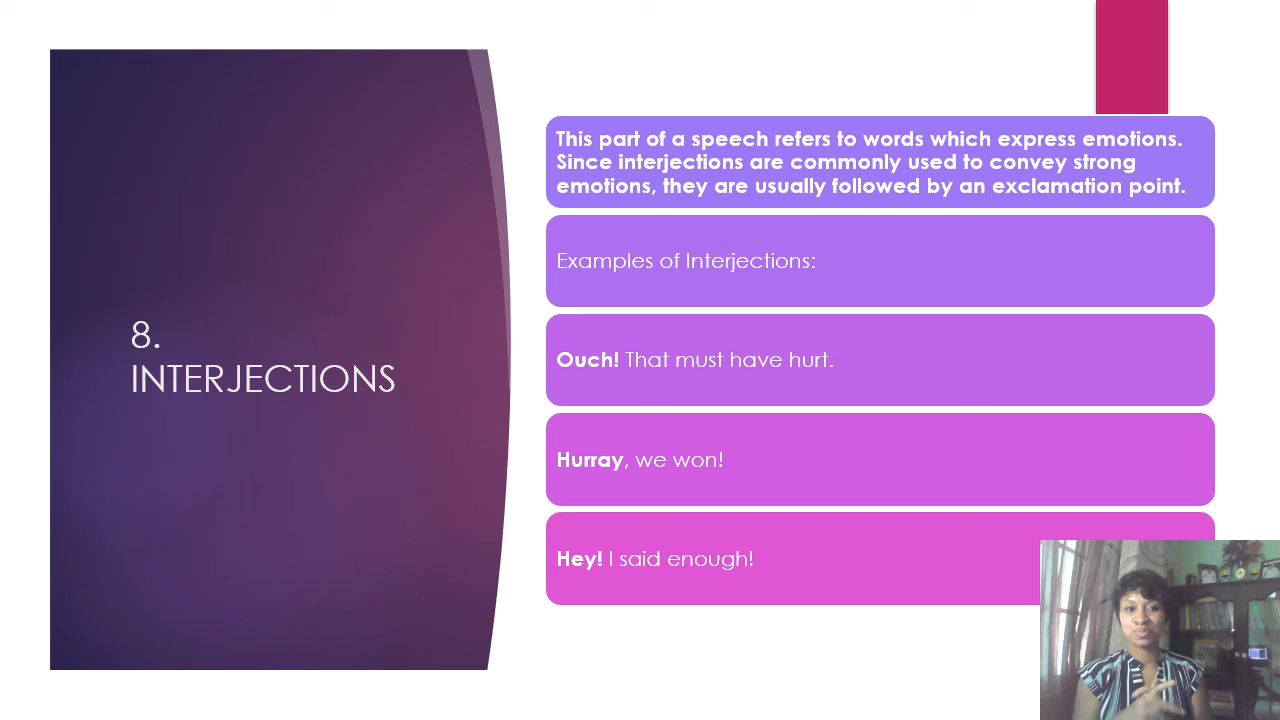 8.
INTERJECTIONS
This part of a speech refers to words which express emotions.
Since interjections are commonly used to convey strong
emotions, they are usually followed by an exclamation point.
Examples of Interjections:
Ouch! That must have hurt.
Hurray, we won!
Hey! I said enough!